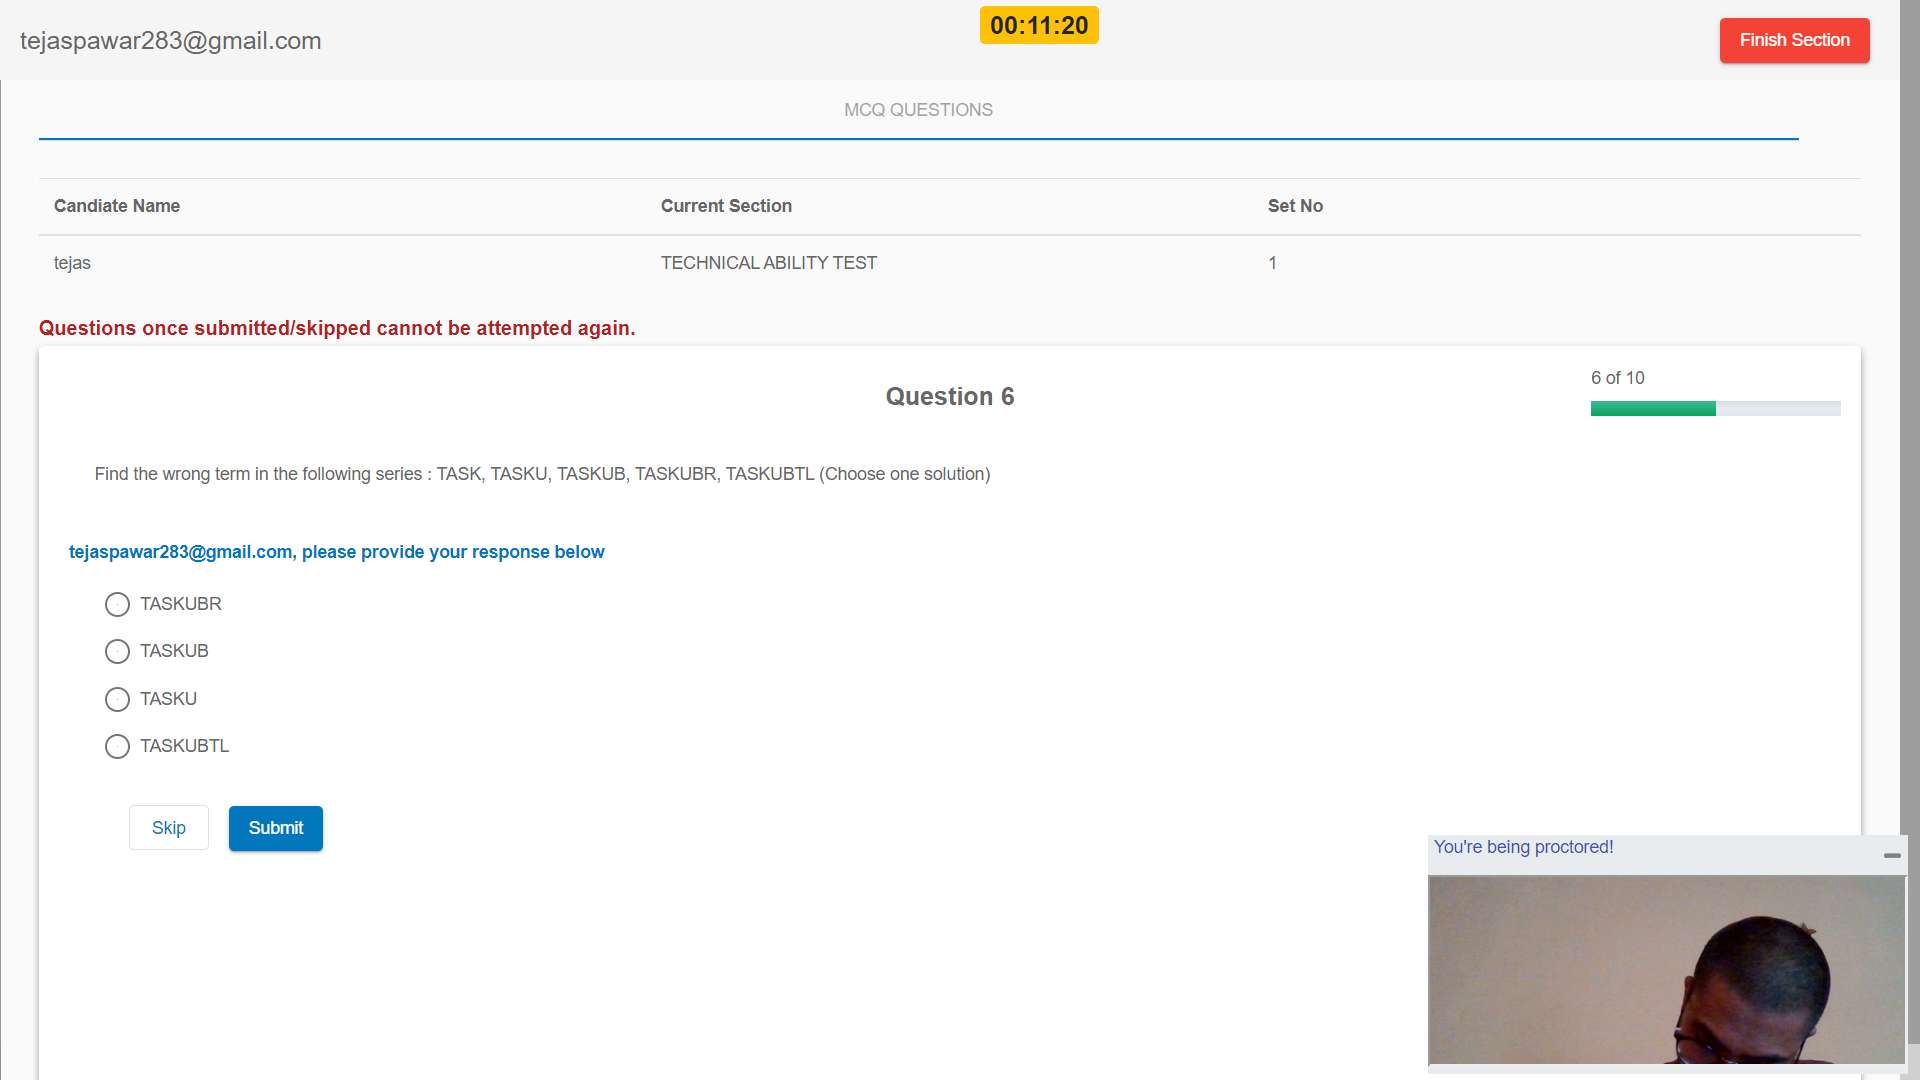 tejaspawar283@gmail.com
00:11:20
Finish Section
MCQ QUESTIONS
Candiate Name Current Section Set No
tejas TECHNICAL ABILITY TEST 1
Questions once submitted/skipped cannot be attempted again.
6 of 10
Question 6
Find the wrong term in the following series : TASK, TASKU, TASKUB, TASKUBR, TASKUBTL (Choose one solution)
tejaspawar283@gmail.com, please provide your response below
TASKUBR
TASKUB
TASKU
TASKUBTL
Skip Submit
You're being proctored!